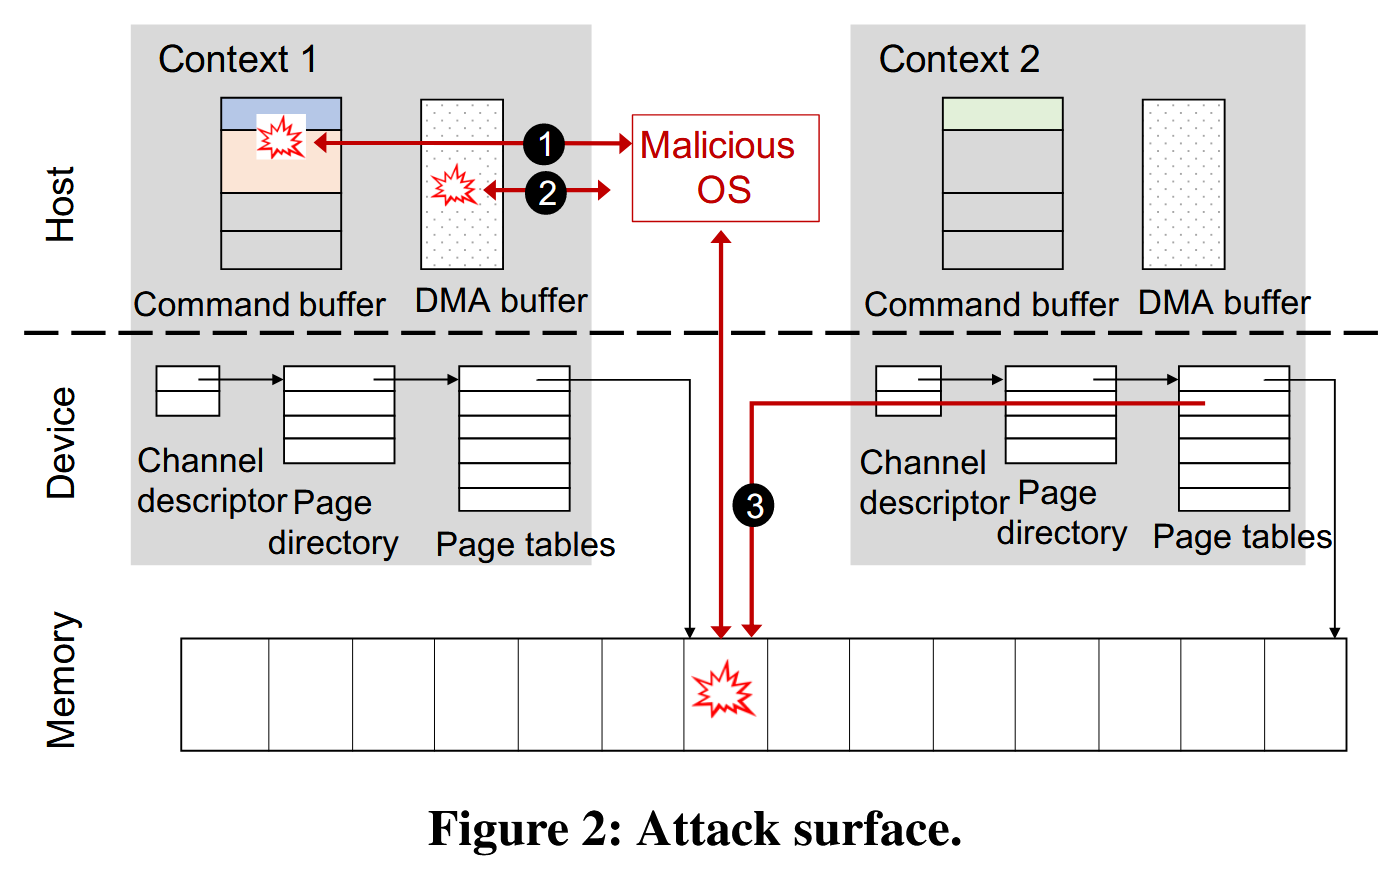 Context 1
Context 2
Host
1
Malicious
OS
2
Command buffer
DMA buffer
Command buffer
DMA buffer
Device
Channel
descriptor
Page
directory
Page tables
3
Channel
descriptor
Page
directory
Page tables
Memory
Figure 2: Attack surface.